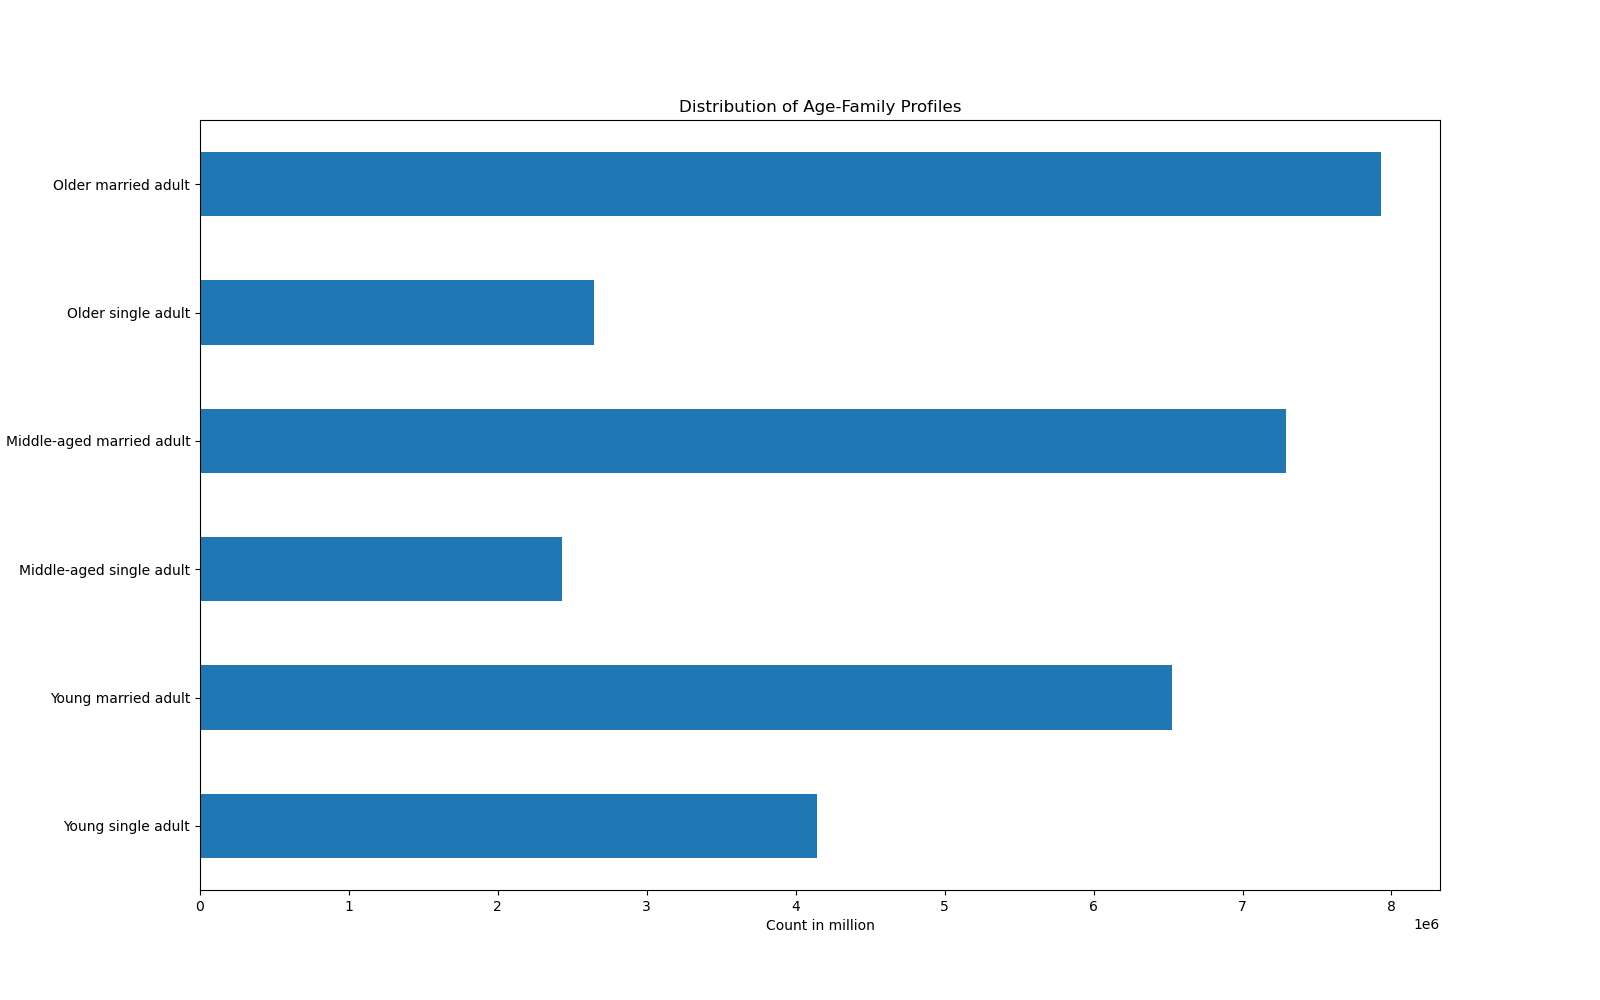 Distribution of Age-Family Profiles
Older married adult
Older single adult
Middle-aged married adult
Middle-aged single adult
Young married adult
Young single adult
0 1 2 3 4 5 6 7 8
Count in million
1e6